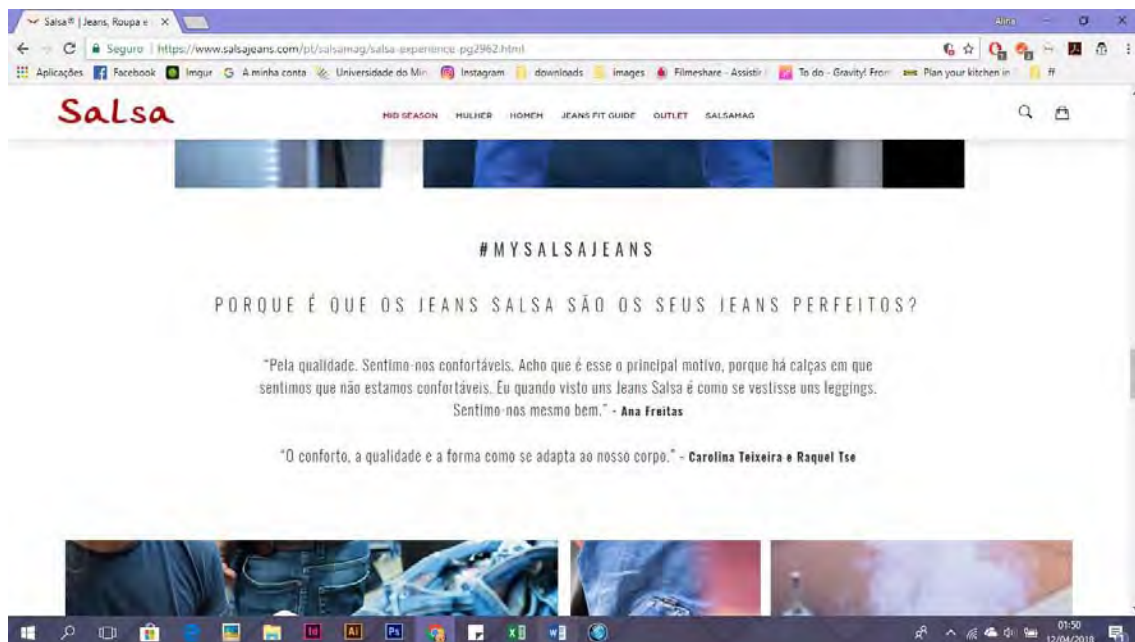 Salsa® | Jeans, Roupa e
Aline
Seguro | https://www.salsajeans.com/pt/salsamag/salsa-experience-pg2962.html
Aplicações Facebook Imgur A minha conta Universidade do Min Instagram downloads images Filmeshare - Assistir To do - Gravity! From Plan your kitchen in ff
Salsa
MID SEASON MULHER HOMEM JEANS FIT GUIDE OUTLET SALSAMAG
#MYSALSAJEANS
PORQUE É QUE OS JEANS SALSA SÃO OS SEUS JEANS PERFEITOS?
"Pela qualidade. Sentimo-nos confortáveis. Acho que é esse o principal motivo, porque há calças em que
sentimos que não estamos confortáveis. Eu quando visto uns Jeans Salsa é como se vestisse uns leggings.
Sentimo-nos mesmo bem." - Ana Freitas
"O conforto, a qualidade e a forma como se adapta ao nosso corpo." - Carolina Teixeira e Raquel Tse
01:50
12/04/2018